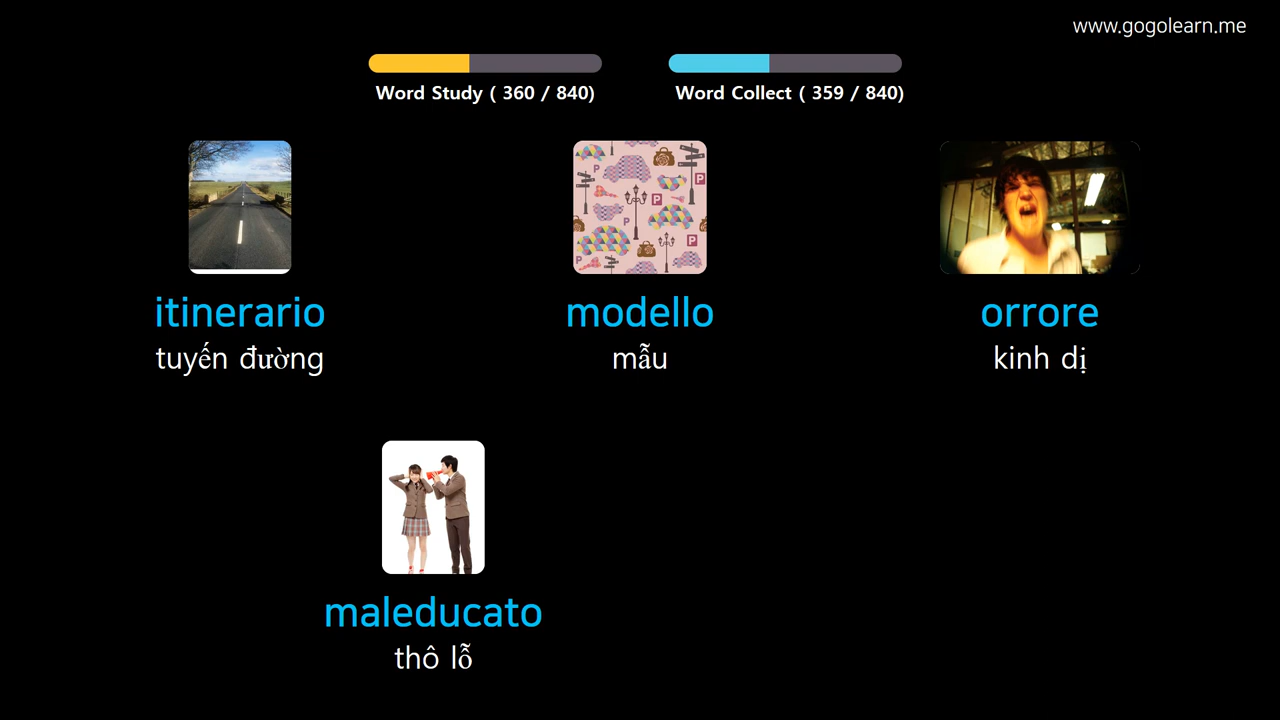 www.gogolearn.me
Word Study ( 360 / 840)
Word Collect ( 359 / 840)
itinerario
tuyến đường
modello
mẫu
orrore
kinh dị
maleducato
thô lỗ